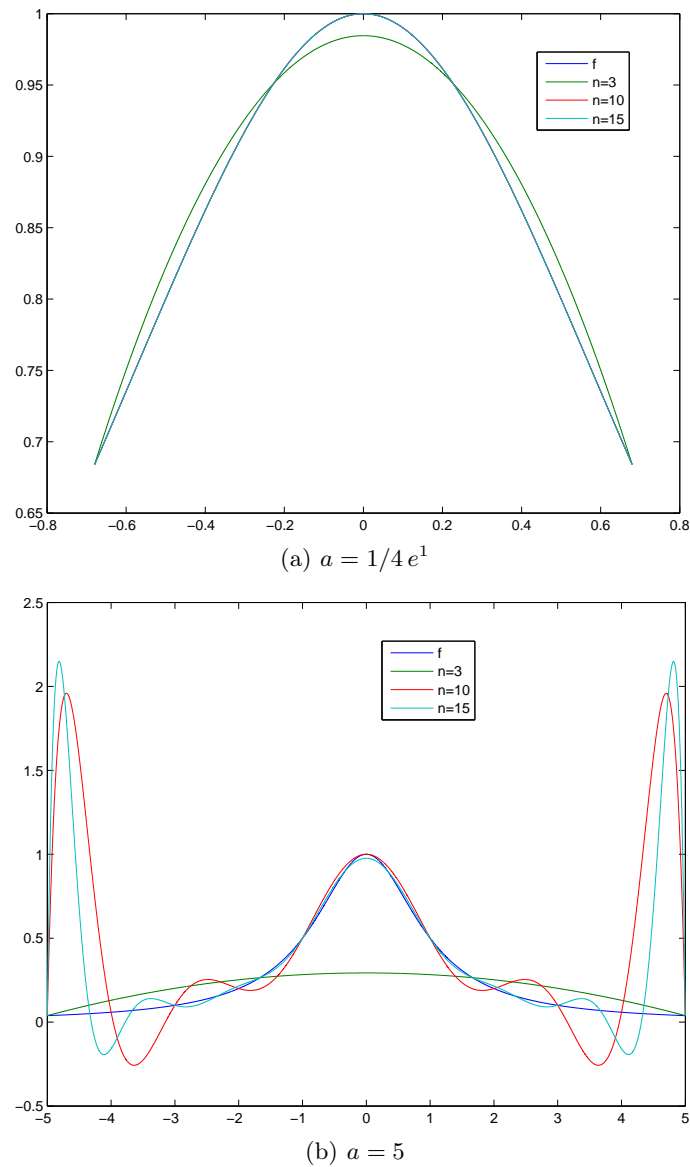 1
0.95
0.9
0.85
0.8
0.75
0.7
0.65
−0.8 −0.6 −0.4 −0.2 0 0.2 0.4 0.6 0.8
f
n=3
n=10
n=15
(a) a = 1/4 e¹
2.5
2
1.5
1
0.5
0
−0.5
−5 −4 −3 −2 −1 0 1 2 3 4 5
f
n=3
n=10
n=15
(b) a = 5